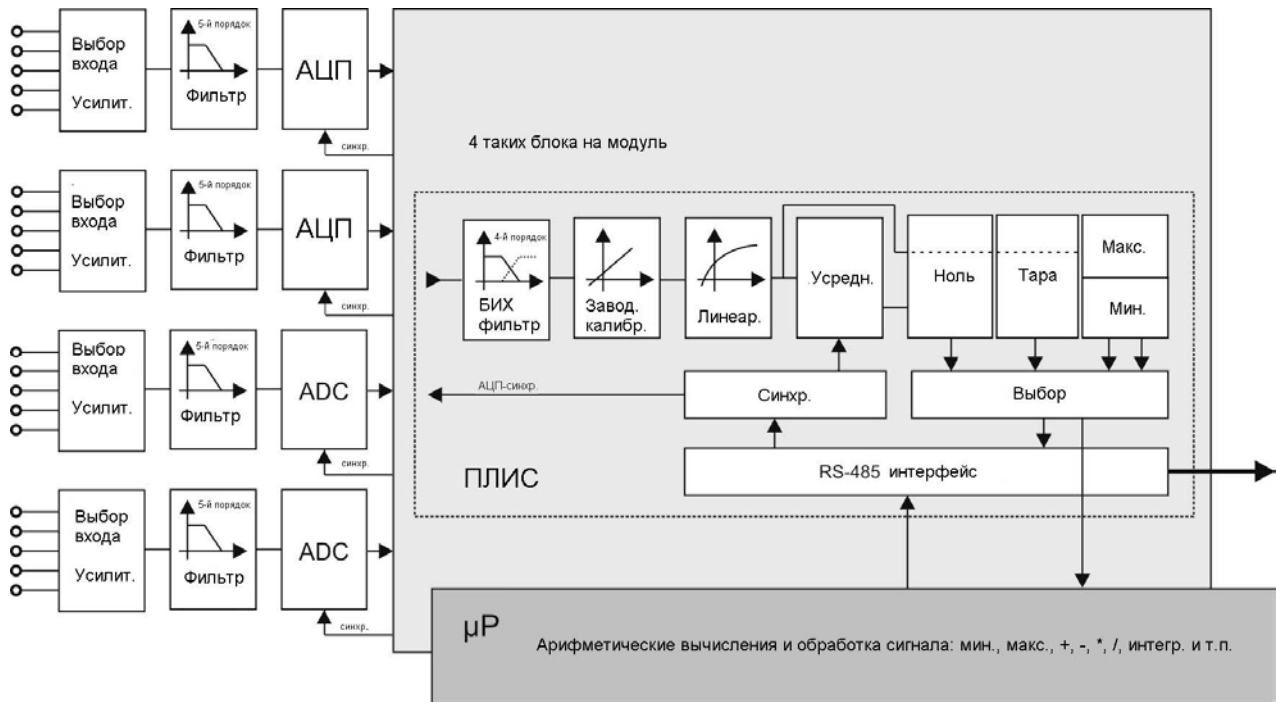 5-й порядок
Выбор
входа
Усилит.
Фильтр
АЦП
синхр.
4 таких блока на модуль
5-й порядок
Выбор
входа
Усилит.
Фильтр
АЦП
синхр.
4-й порядок
БИХ
фильтр
Завод.
калибр.
Линеар.
Усредн.
Ноль
Тара
Макс.
Мин.
5-й порядок
Выбор
входа
Усилит.
Фильтр
ADC
синхр.
АЦП-синхр.
Синхр.
Выбор
ПЛИС
RS-485 интерфейс
5-й порядок
Выбор
входа
Усилит.
Фильтр
ADC
синхр.
µP
Арифметические вычисления и обработка сигнала: мин., макс., +, -, *, /, интегр. и т.п.